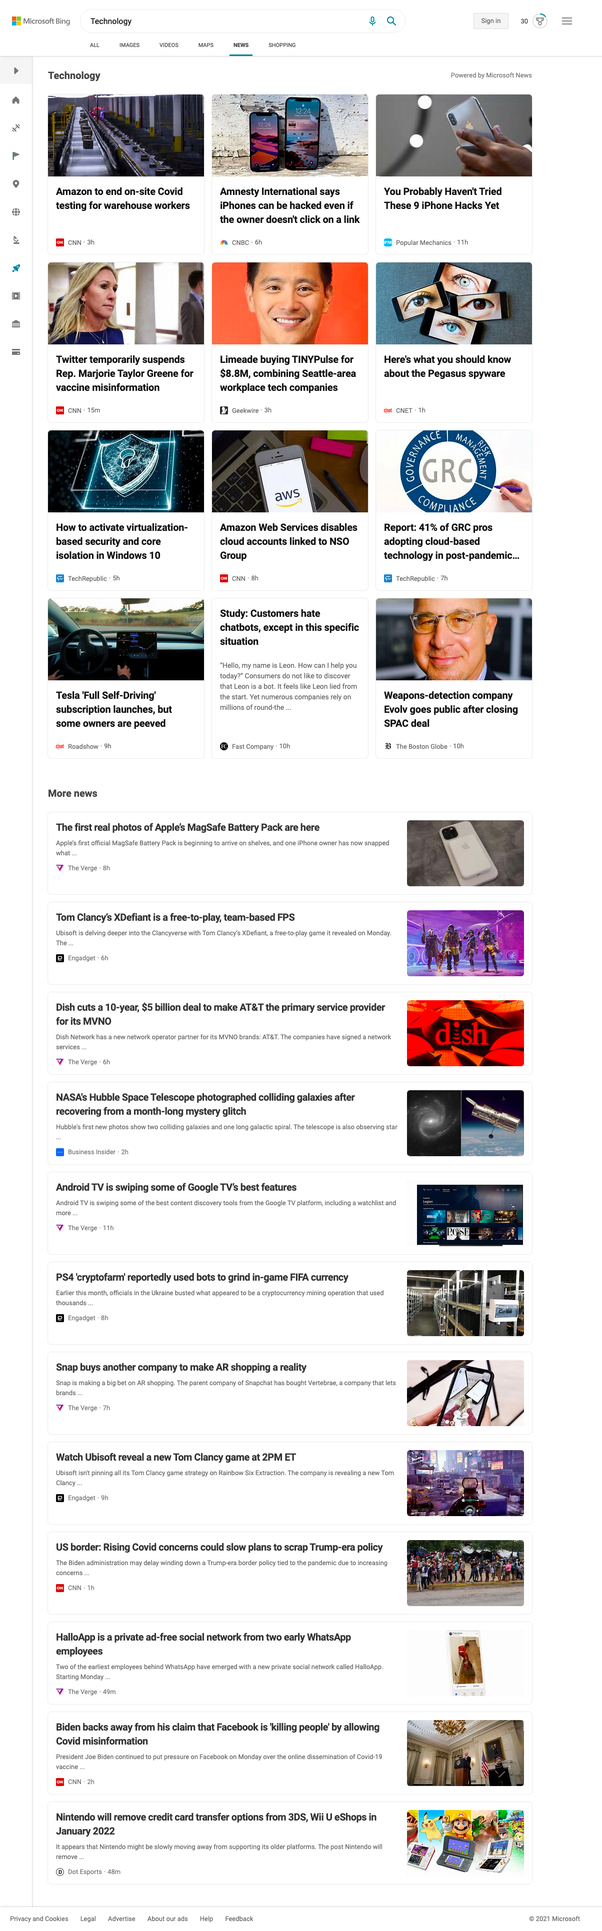 Microsoft Bing
Technology
Sign in
30
ALL
IMAGES
VIDEOS
MAPS
NEWS
SHOPPING
Technology
Powered by Microsoft News
Amazon to end on-site Covid
testing for warehouse workers
CNN · 3h
Amnesty International says
iPhones can be hacked even if
the owner doesn't click on a link
CNBC · 6h
You Probably Haven't Tried
These 9 iPhone Hacks Yet
Popular Mechanics · 11h
Twitter temporarily suspends
Rep. Marjorie Taylor Greene for
vaccine misinformation
CNN · 15m
Limeade buying TINYPulse for
$8.8M, combining Seattle-area
workplace tech companies
Geekwire · 3h
Here's what you should know
about the Pegasus spyware
CNET · 1h
How to activate virtualization-
based security and core
isolation in Windows 10
TechRepublic · 5h
aws
Amazon Web Services disables
cloud accounts linked to NSO
Group
CNN · 8h
GOVERNANCE
RISK
MANAGEMENT
GRC
COMPLIANCE
Report: 41% of GRC pros
adopting cloud-based
technology in post-pandemic...
TechRepublic · 7h
Tesla 'Full Self-Driving'
subscription launches, but
some owners are peeved
Roadshow · 9h
Study: Customers hate
chatbots, except in this specific
situation
"Hello, my name is Leon. How can I help you
today?" Consumers do not like to discover
that Leon is a bot. It feels like Leon lied from
the start. Yet numerous companies rely on
millions of round-the ...
Fast Company · 10h
Weapons-detection company
Evolv goes public after closing
SPAC deal
The Boston Globe · 10h
More news
The first real photos of Apple's MagSafe Battery Pack are here
Apple's first official MagSafe Battery Pack is beginning to arrive on shelves, and one iPhone owner has now snapped
what ...
The Verge · 8h
Tom Clancy's XDefiant is a free-to-play, team-based FPS
Ubisoft is delving deeper into the Clancyverse with Tom Clancy's XDefiant, a free-to-play game it revealed on Monday.
The ...
Engadget · 6h
Dish cuts a 10-year, $5 billion deal to make AT&T the primary service provider
for its MVNO
Dish Network has a new network operator partner for its MVNO brands: AT&T. The companies have signed a network
services ...
The Verge · 6h
dish
NASA's Hubble Space Telescope photographed colliding galaxies after
recovering from a month-long mystery glitch
Hubble's first new photos show two colliding galaxies and one long galactic spiral. The telescope is also observing star
...
Business Insider · 2h
Android TV is swiping some of Google TV's best features
Android TV is swiping some of the best content discovery tools from the Google TV platform, including a watchlist and
more ...
The Verge · 11h
PS4 'cryptofarm' reportedly used bots to grind in-game FIFA currency
Earlier this month, officials in the Ukraine busted what appeared to be a cryptocurrency mining operation that used
thousands ...
Engadget · 8h
Snap buys another company to make AR shopping a reality
Snap is making a big bet on AR shopping. The parent company of Snapchat has bought Vertebrae, a company that lets
brands ...
The Verge · 7h
Watch Ubisoft reveal a new Tom Clancy game at 2PM ET
Ubisoft isn't pinning all its Tom Clancy game strategy on Rainbow Six Extraction. The company is revealing a new Tom
Clancy ...
Engadget · 9h
US border: Rising Covid concerns could slow plans to scrap Trump-era policy
The Biden administration may delay winding down a Trump-era border policy tied to the pandemic due to increasing
concerns ...
CNN · 1h
HalloApp is a private ad-free social network from two early WhatsApp
employees
Two of the earliest employees behind WhatsApp have emerged with a new private social network called HalloApp.
Starting Monday ...
The Verge · 49m
Biden backs away from his claim that Facebook is 'killing people' by allowing
Covid misinformation
President Joe Biden continued to put pressure on Facebook on Monday over the online dissemination of Covid-19
vaccine ...
CNN · 2h
Nintendo will remove credit card transfer options from 3DS, Wii U eShops in
January 2022
It appears that Nintendo might be slowly moving away from supporting its older platforms. The post Nintendo will
remove ...
Dot Esports · 48m
Privacy and Cookies
Legal
Advertise
About our ads
Help
Feedback
© 2021 Microsoft